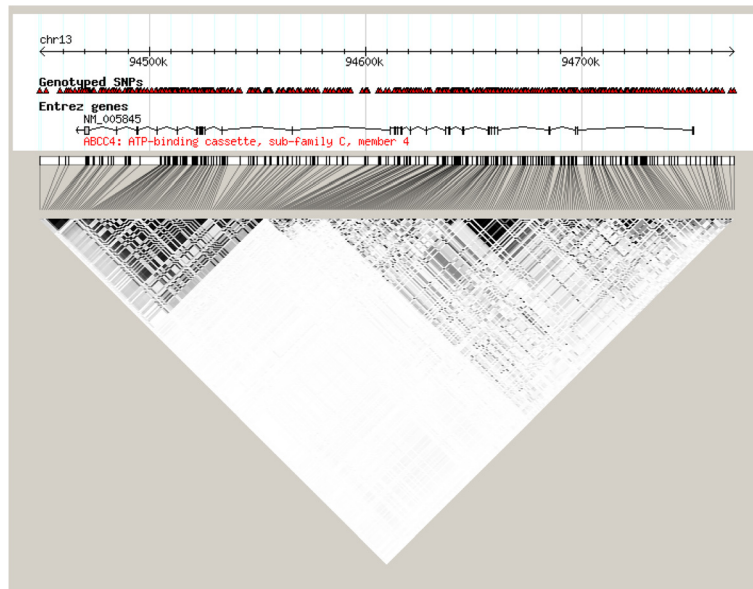 chr13
94500k 94600k 94700k
Genotyped SNPs
Entrez genes
NM_005845
ABCC4: ATP-binding cassette, sub-family C, member 4